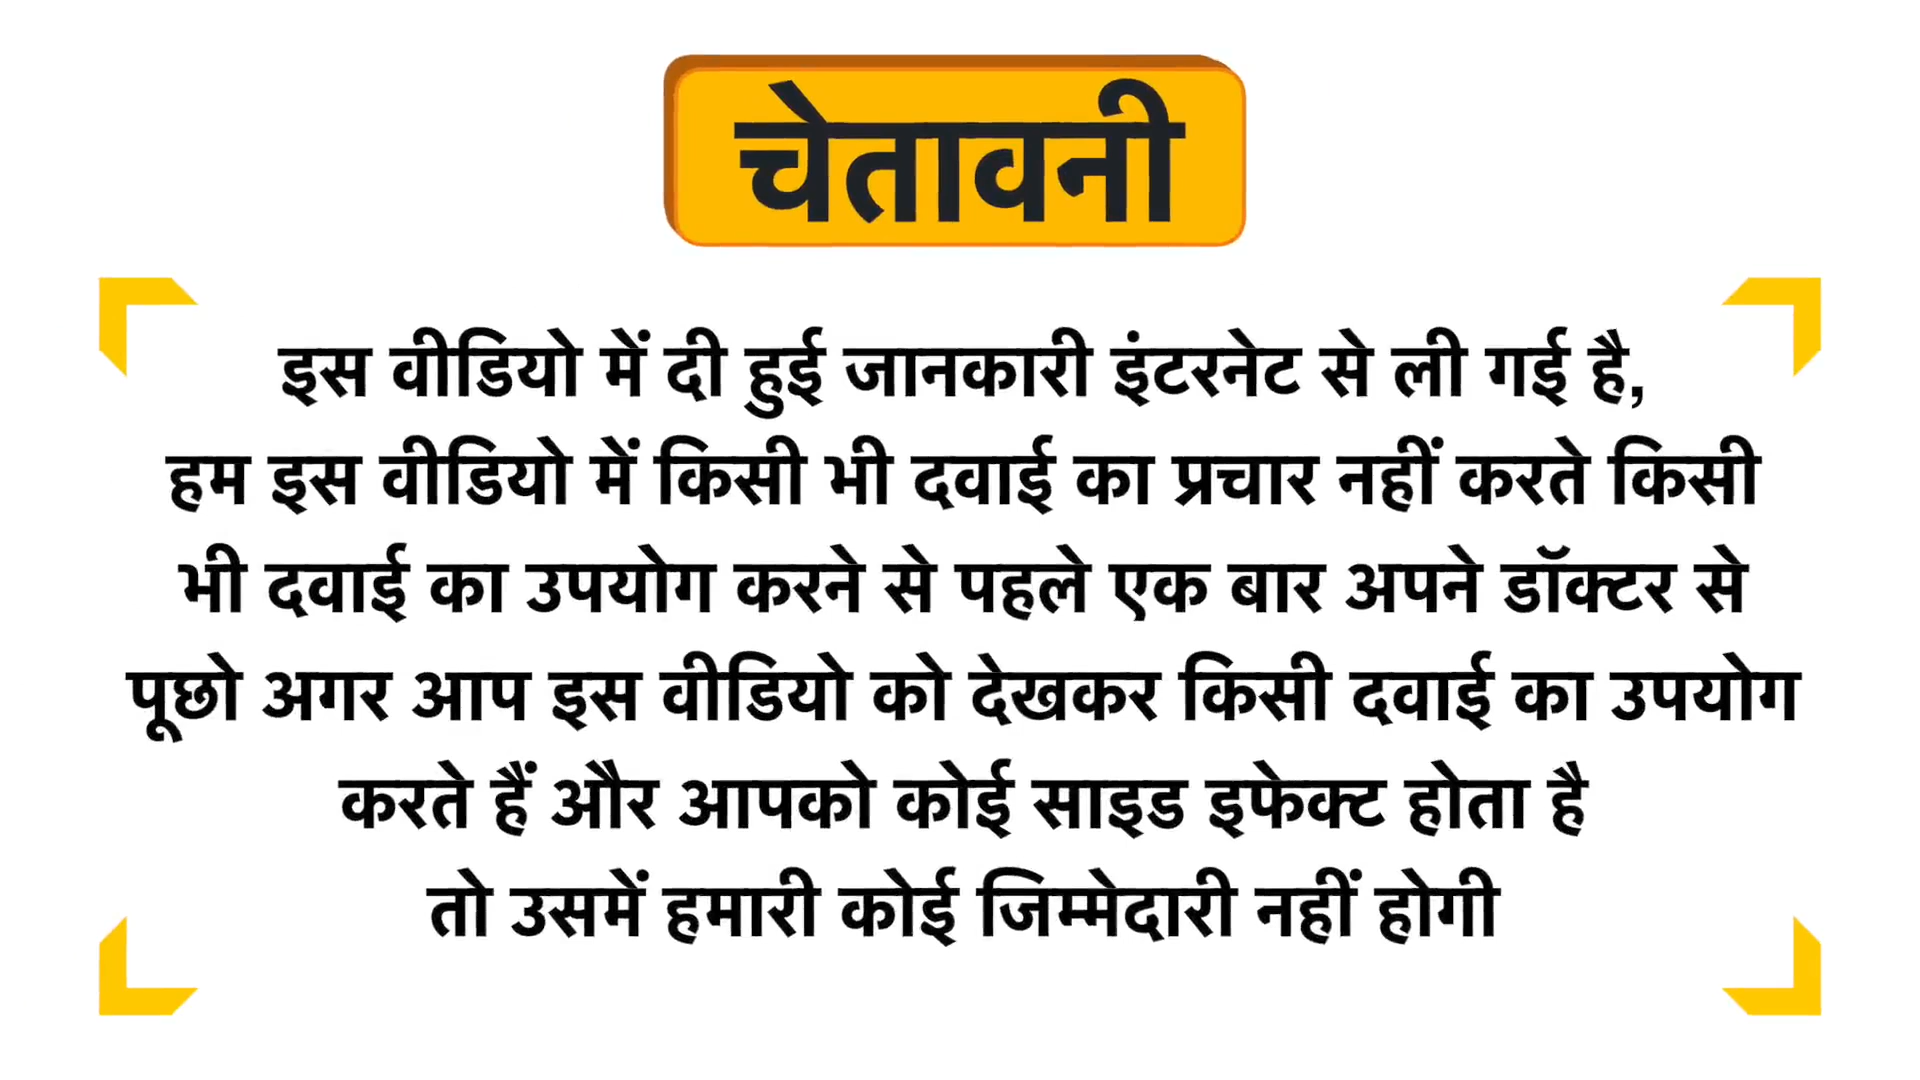 चेतावनी
इस वीडियो में दी हुई जानकारी इंटरनेट से ली गई है,
हम इस वीडियो में किसी भी दवाई का प्रचार नहीं करते किसी
भी दवाई का उपयोग करने से पहले एक बार अपने डॉक्टर से
पूछो अगर आप इस वीडियो को देखकर किसी दवाई का उपयोग
करते हैं और आपको कोई साइड इफेक्ट होता है
तो उसमें हमारी कोई जिम्मेदारी नहीं होगी